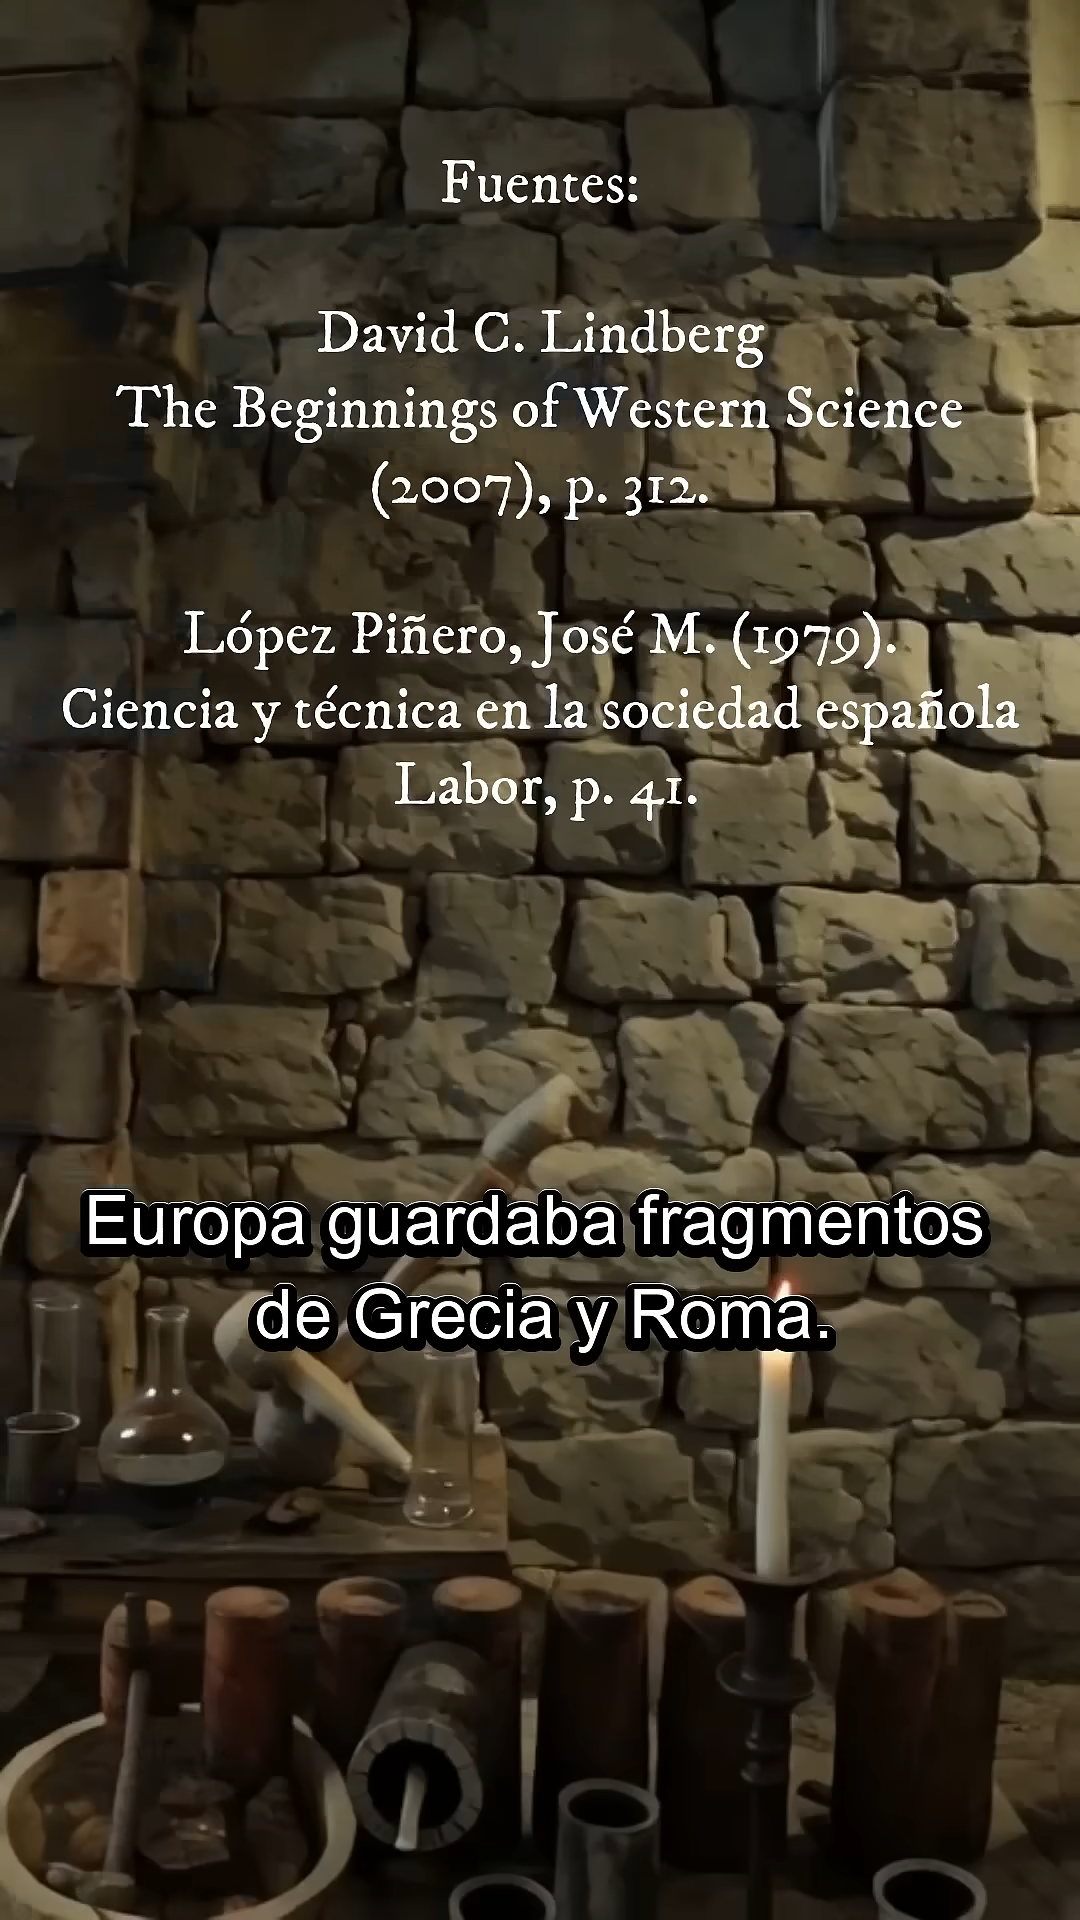 Fuentes:
David C. Lindberg
The Beginnings of Western Science
(2007), p. 312.
López Piñero, José M. (1979).
Ciencia y técnica en la sociedad española
Labor, p. 41.
Europa guardaba fragmentos
de Grecia y Roma.